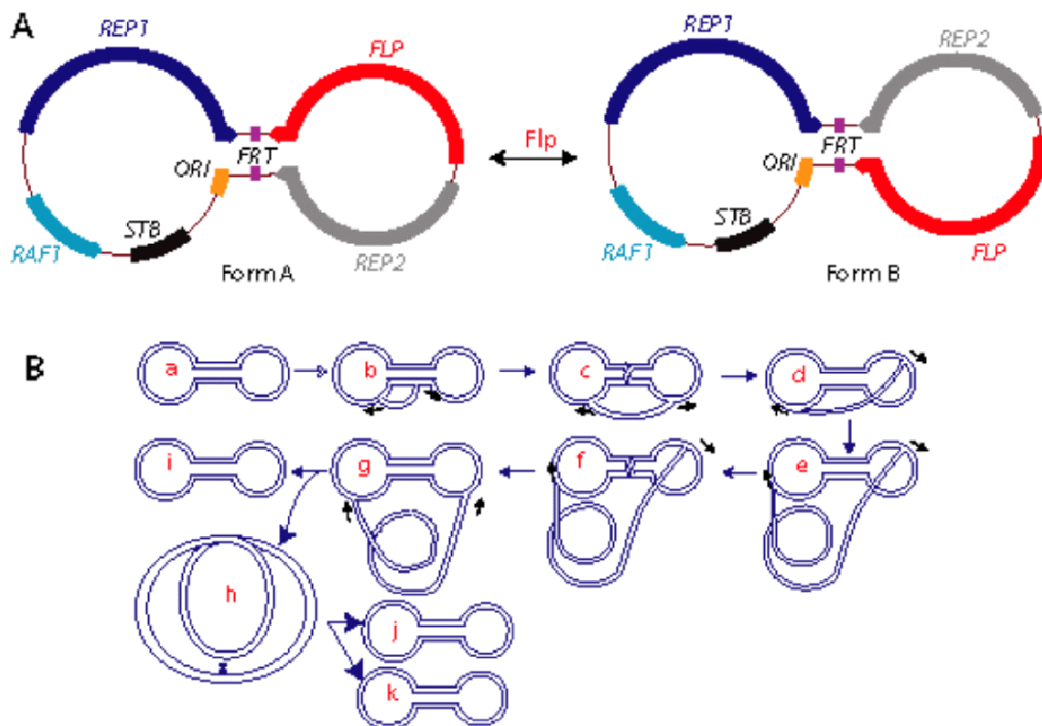 A
REP1
FLP
FRT
ORI
STB
RAF1
REP2
Form A
Flp
REP1
REP2
FRT
ORI
STB
RAF1
FLP
Form B
B
a
b
c
d
i
g
f
e
h
j
k